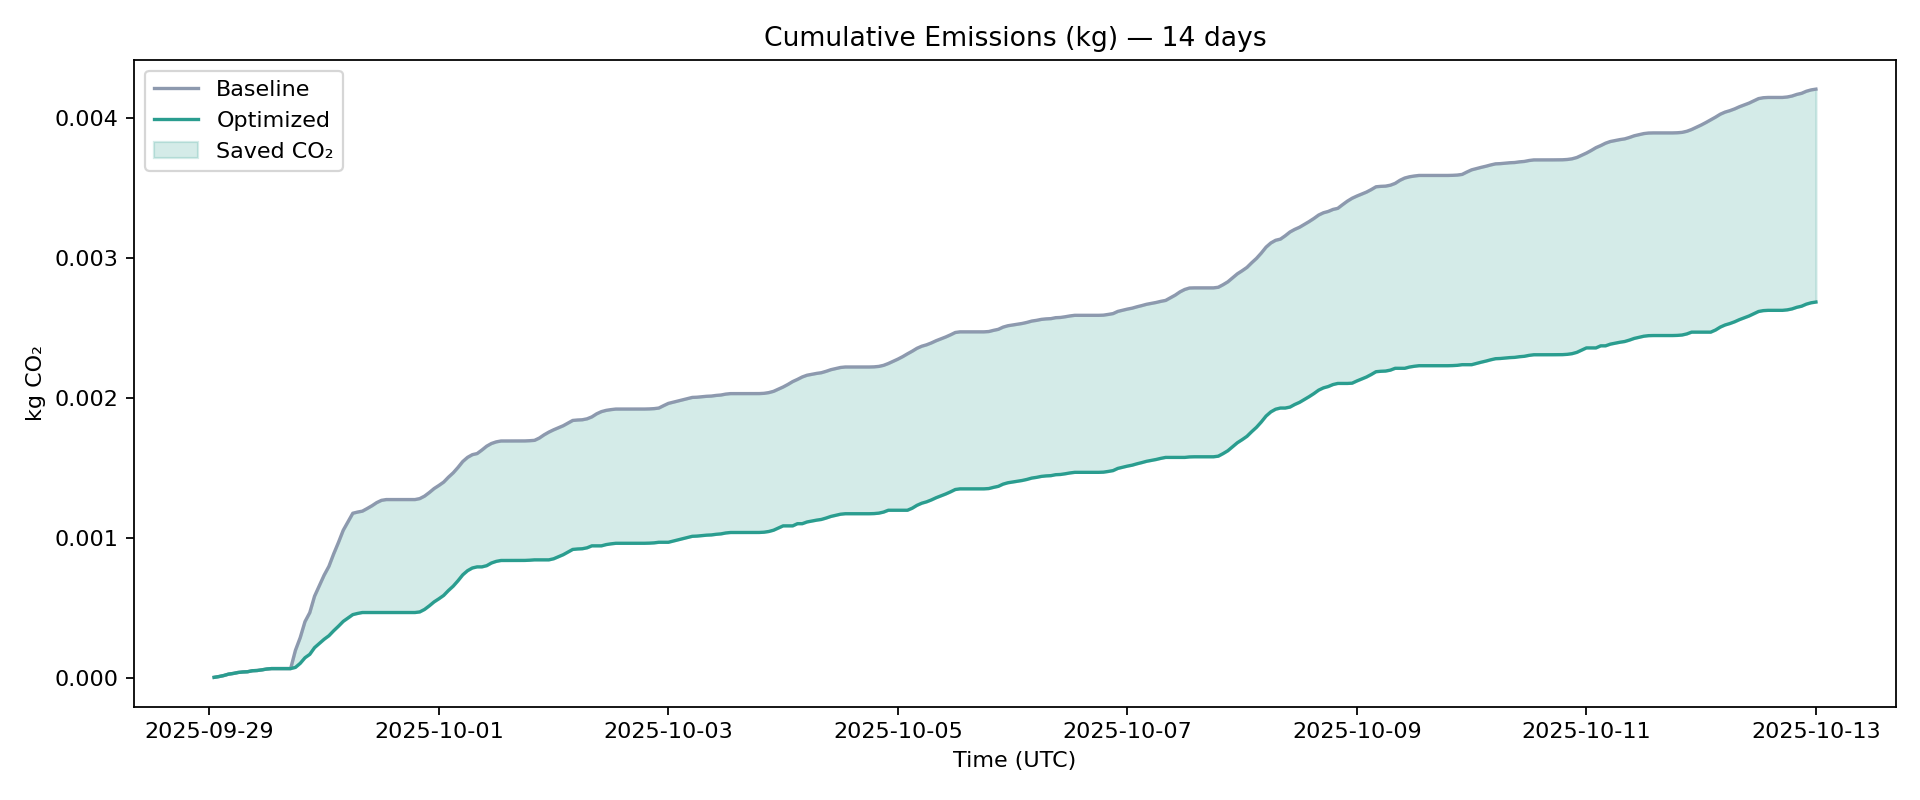 Cumulative Emissions (kg) — 14 days
Baseline
Optimized
Saved CO₂
kg CO₂
0.004
0.003
0.002
0.001
0.000
2025-09-29
2025-10-01
2025-10-03
2025-10-05
2025-10-07
2025-10-09
2025-10-11
2025-10-13
Time (UTC)